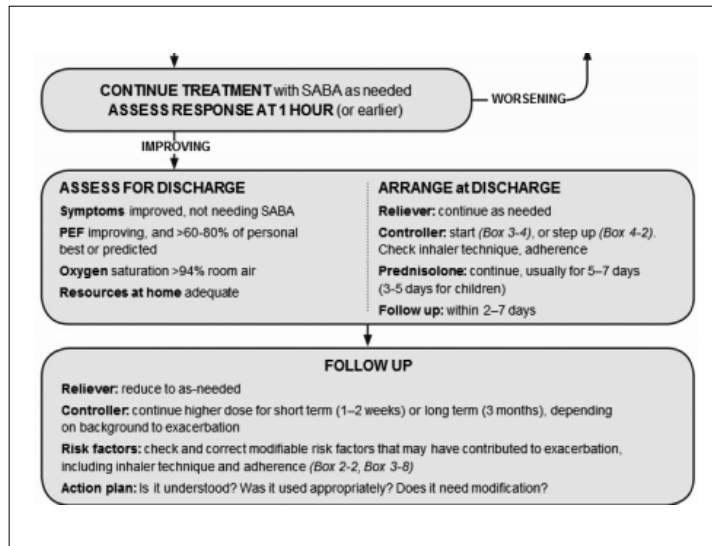 CONTINUE TREATMENT with SABA as needed
ASSESS RESPONSE AT 1 HOUR (or earlier)
WORSENING
IMPROVING
ASSESS FOR DISCHARGE
Symptoms improved, not needing SABA
PEF improving, and >60-80% of personal
best or predicted
Oxygen saturation >94% room air
Resources at home adequate
ARRANGE at DISCHARGE
Reliever: continue as needed
Controller: start (Box 3-4), or step up (Box 4-2).
Check inhaler technique, adherence
Prednisolone: continue, usually for 5–7 days
(3-5 days for children)
Follow up: within 2–7 days
FOLLOW UP
Reliever: reduce to as-needed
Controller: continue higher dose for short term (1–2 weeks) or long term (3 months), depending
on background to exacerbation
Risk factors: check and correct modifiable risk factors that may have contributed to exacerbation,
including inhaler technique and adherence (Box 2-2, Box 3-8)
Action plan: Is it understood? Was it used appropriately? Does it need modification?